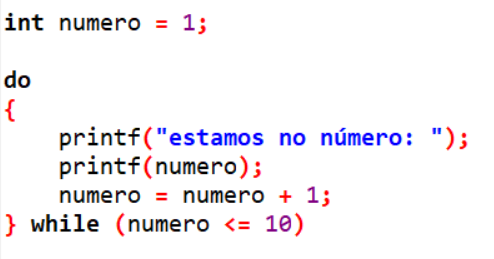 int numero = 1;
do
{
    printf("estamos no número: ");
    printf(numero);
    numero = numero + 1;
} while (numero <= 10)